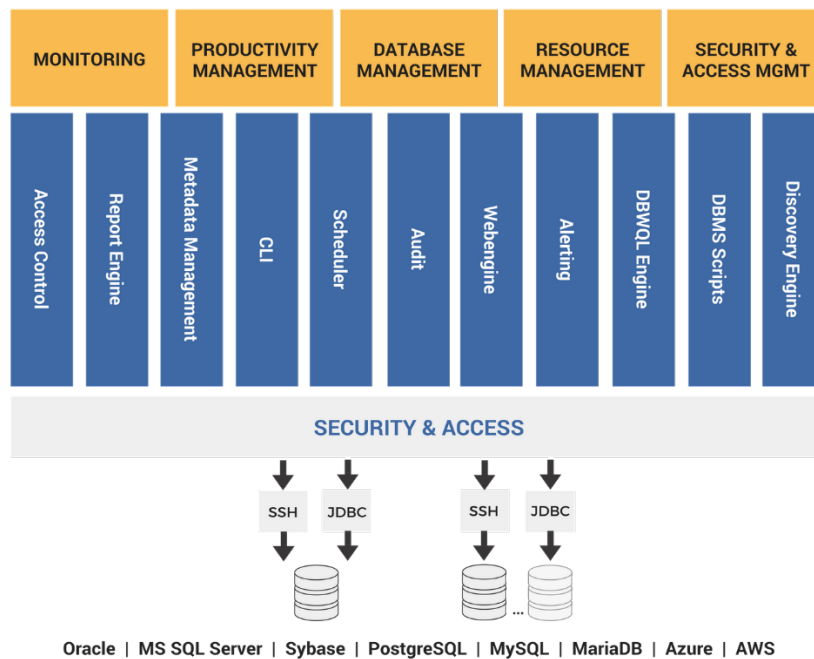 MONITORING
PRODUCTIVITY
MANAGEMENT
DATABASE
MANAGEMENT
RESOURCE
MANAGEMENT
SECURITY &
ACCESS MGMT
Access Control
Report Engine
Metadata Management
CLI
Scheduler
Audit
Webengine
Alerting
DBWQL Engine
DBMS Scripts
Discovery Engine
SECURITY & ACCESS
SSH
JDBC
SSH
JDBC
...
Oracle | MS SQL Server | Sybase | PostgreSQL | MySQL | MariaDB | Azure | AWS